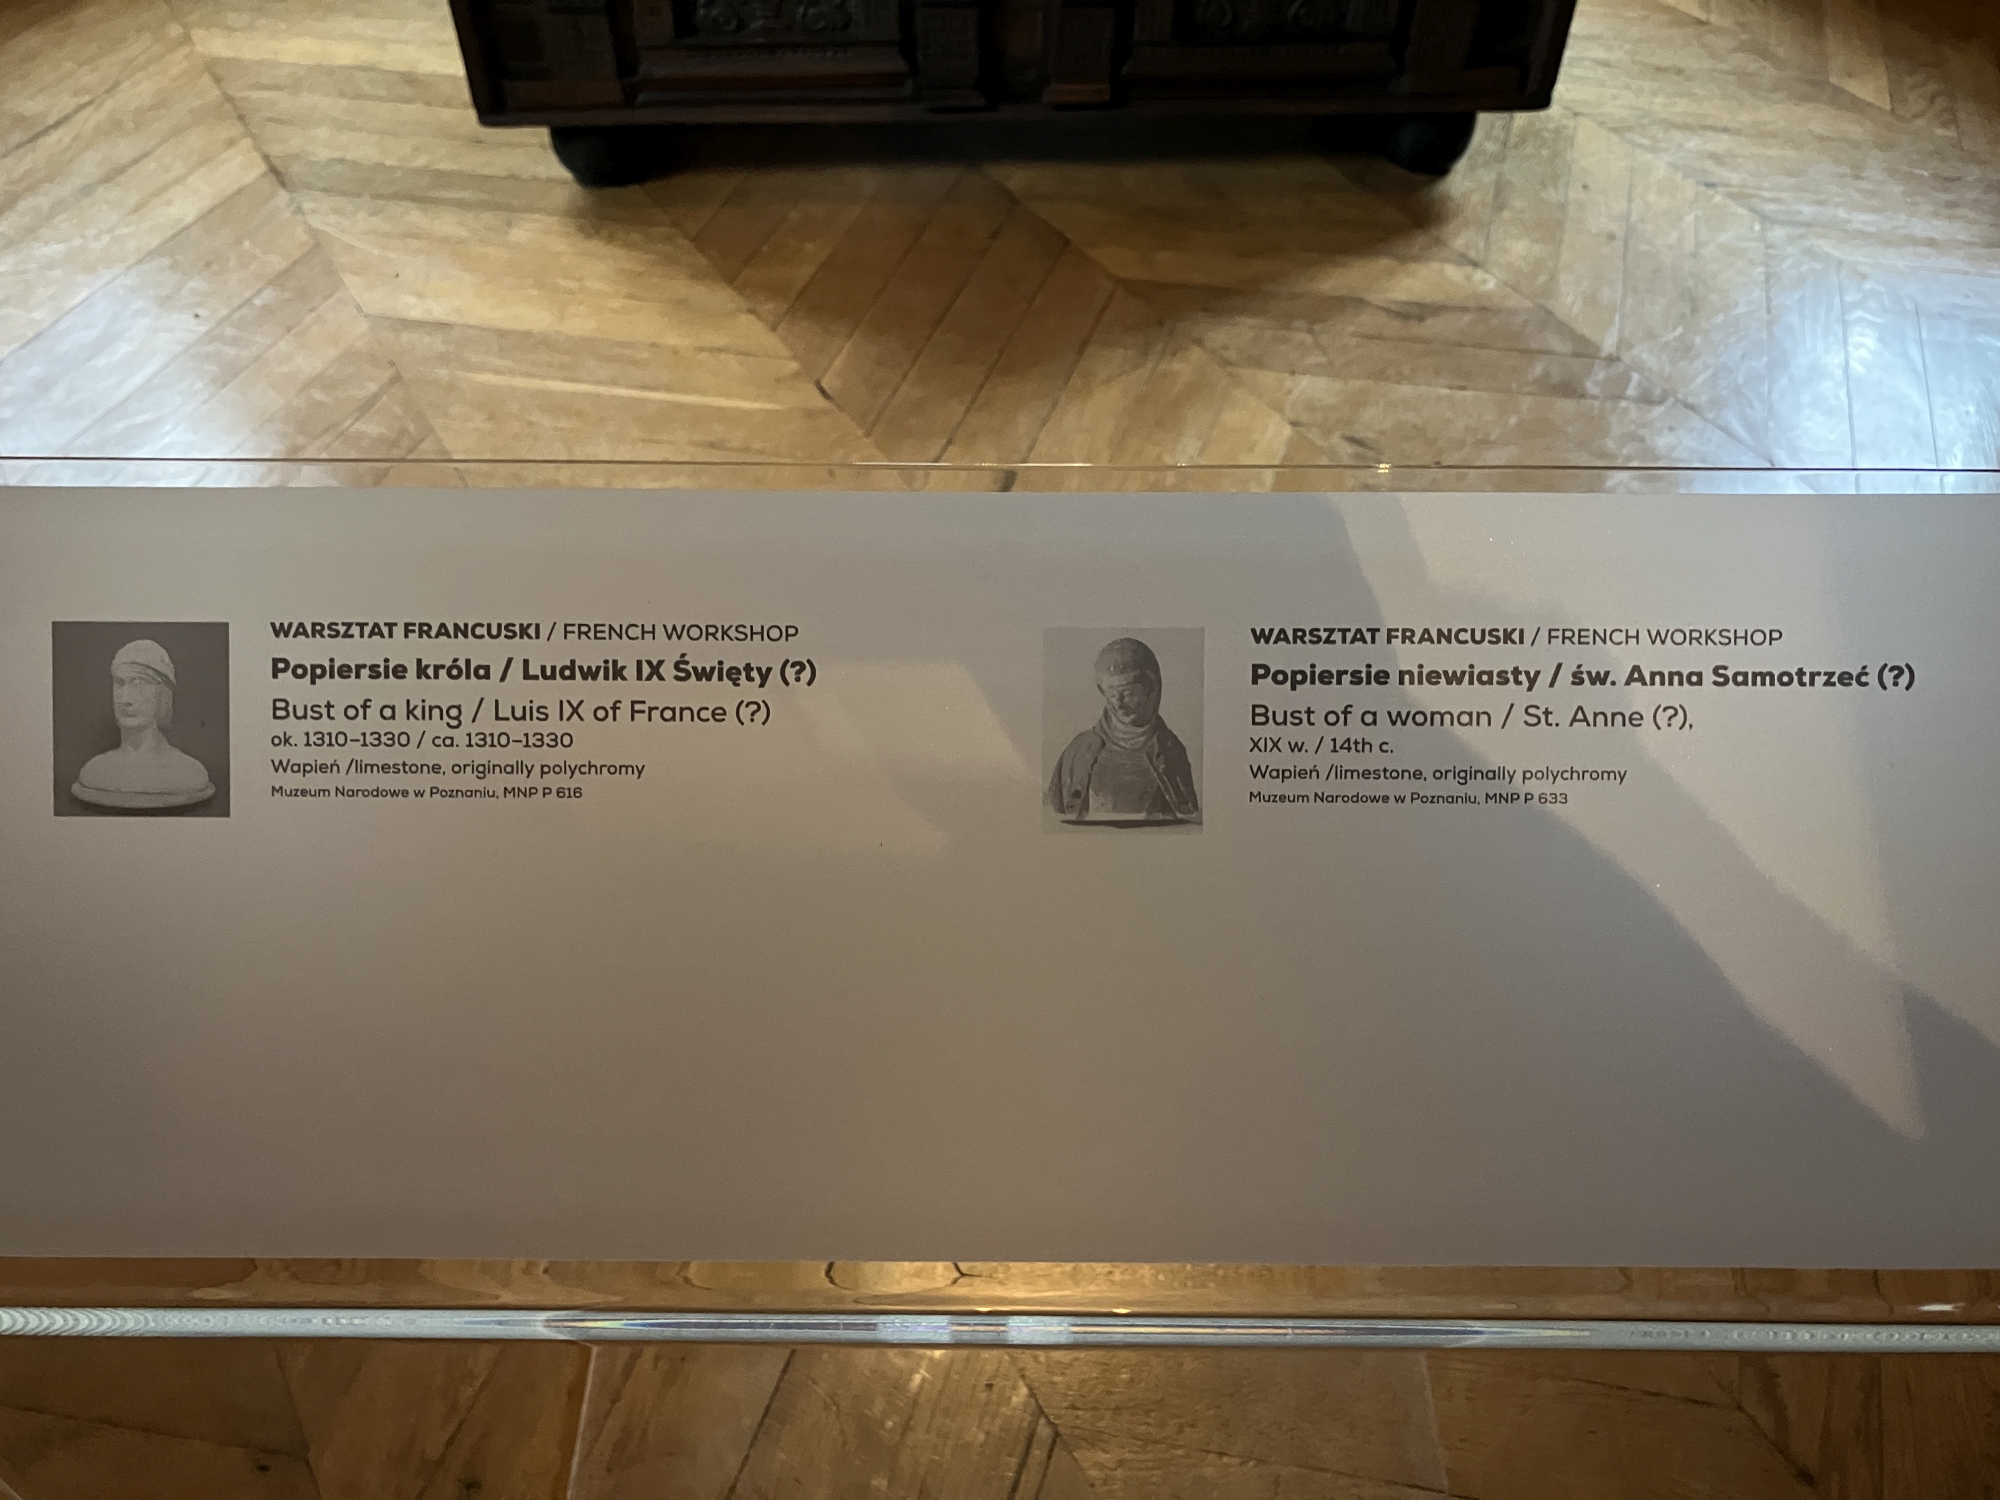 WARSZTAT FRANCUSKI / FRENCH WORKSHOP
Popiersie króla / Ludwik IX Święty (?)
Bust of a king / Luis IX of France (?)
ok. 1310–1330 / ca. 1310–1330
Wapień /limestone, originally polychromy
Muzeum Narodowe w Poznaniu, MNP P 616
WARSZTAT FRANCUSKI / FRENCH WORKSHOP
Popiersie niewiasty / św. Anna Samotrzeć (?)
Bust of a woman / St. Anne (?),
XIX w. / 14th c.
Wapień /limestone, originally polychromy
Muzeum Narodowe w Poznaniu, MNP P 633